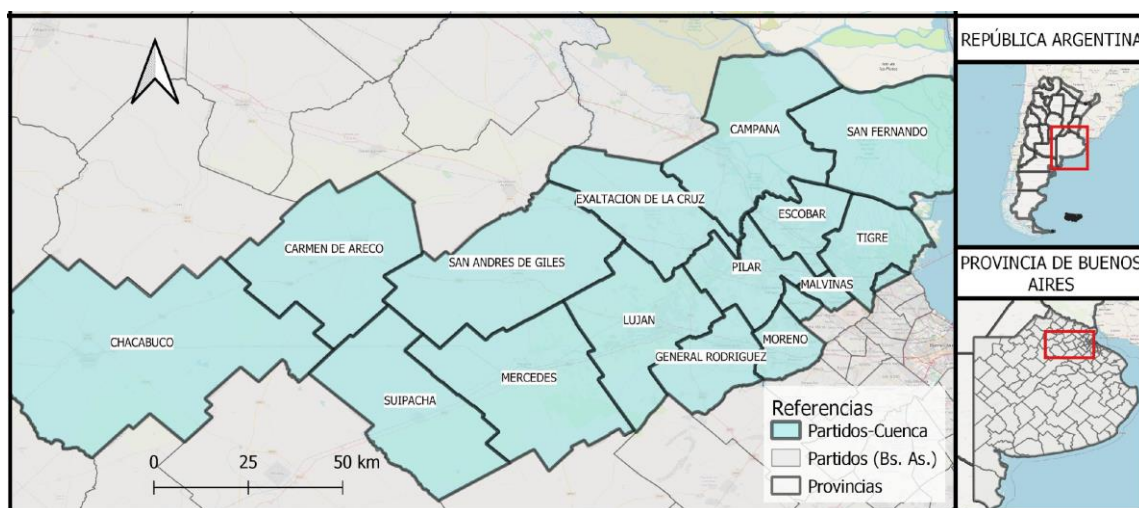 CAMPANA
SAN FERNANDO
EXALTACION DE LA CRUZ
ESCOBAR
CARMEN DE ARECO
TIGRE
SAN ANDRES DE GILES
PILAR
MALVINAS
LUJAN
CHACABUCO
MORENO
GENERAL RODRIGUEZ
MERCEDES
SUIPACHA
0 25 50 km
Referencias
Partidos-Cuenca
Partidos (Bs. As.)
Provincias
REPÚBLICA ARGENTINA
PROVINCIA DE BUENOS
AIRES